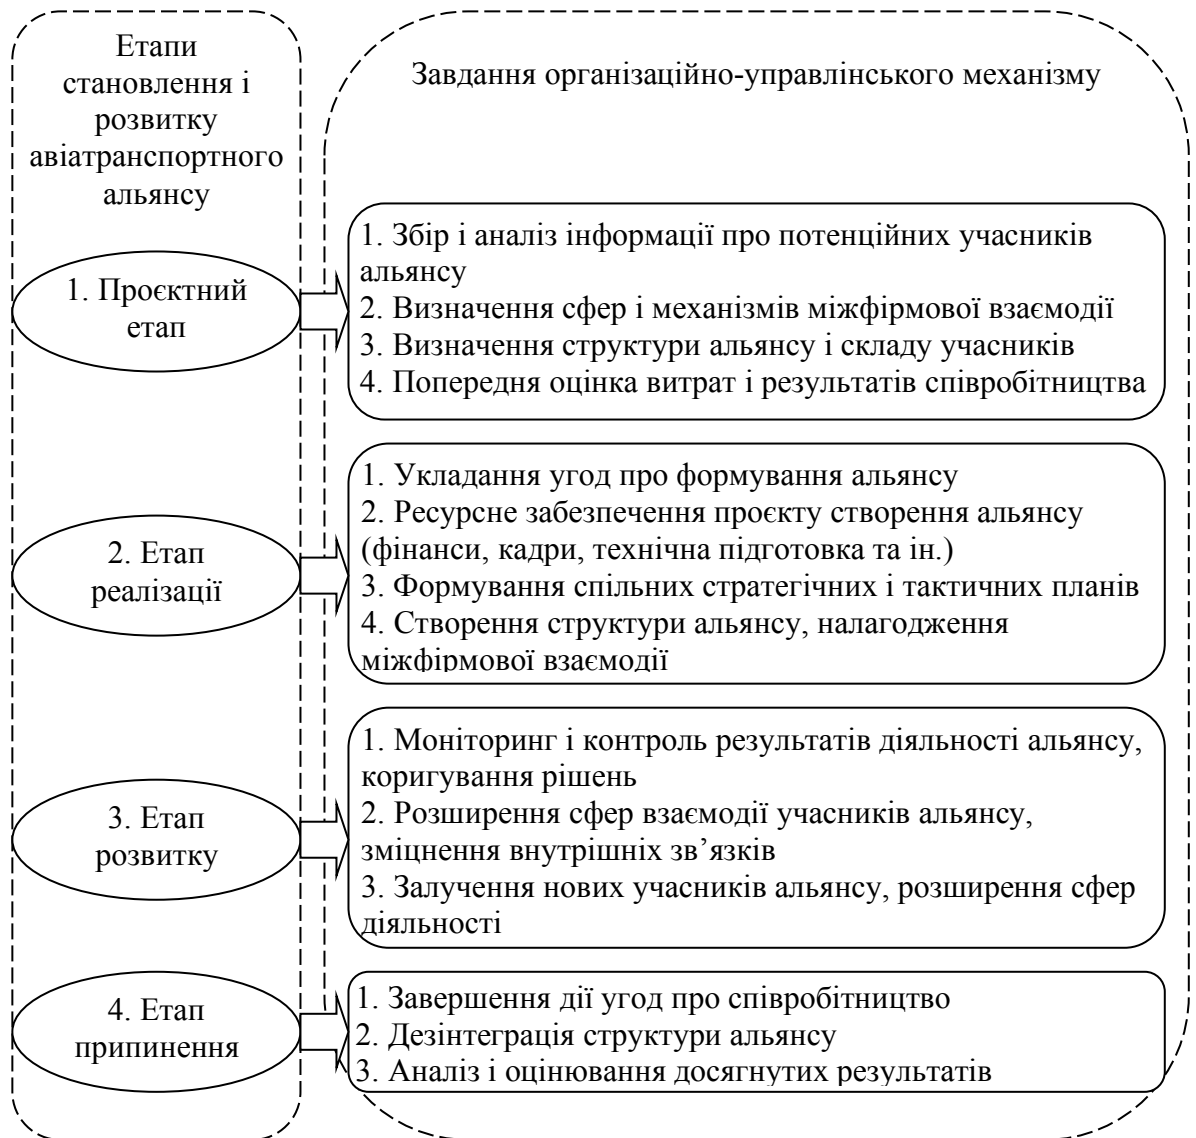 Етапи
становлення і
розвитку
авіатранспортного
альянсу
Завдання організаційно-управлінського механізму
1. Проєктний
етап
1. Збір і аналіз інформації про потенційних учасників
альянсу
2. Визначення сфер і механізмів міжфірмової взаємодії
3. Визначення структури альянсу і складу учасників
4. Попередня оцінка витрат і результатів співробітництва
2. Етап
реалізації
1. Укладання угод про формування альянсу
2. Ресурсне забезпечення проєкту створення альянсу
(фінанси, кадри, технічна підготовка та ін.)
3. Формування спільних стратегічних і тактичних планів
4. Створення структури альянсу, налагодження
міжфірмової взаємодії
3. Етап
розвитку
1. Моніторинг і контроль результатів діяльності альянсу,
коригування рішень
2. Розширення сфер взаємодії учасників альянсу,
зміцнення внутрішніх зв’язків
3. Залучення нових учасників альянсу, розширення сфер
діяльності
4. Етап
припинення
1. Завершення дії угод про співробітництво
2. Дезінтеграція структури альянсу
3. Аналіз і оцінювання досягнутих результатів